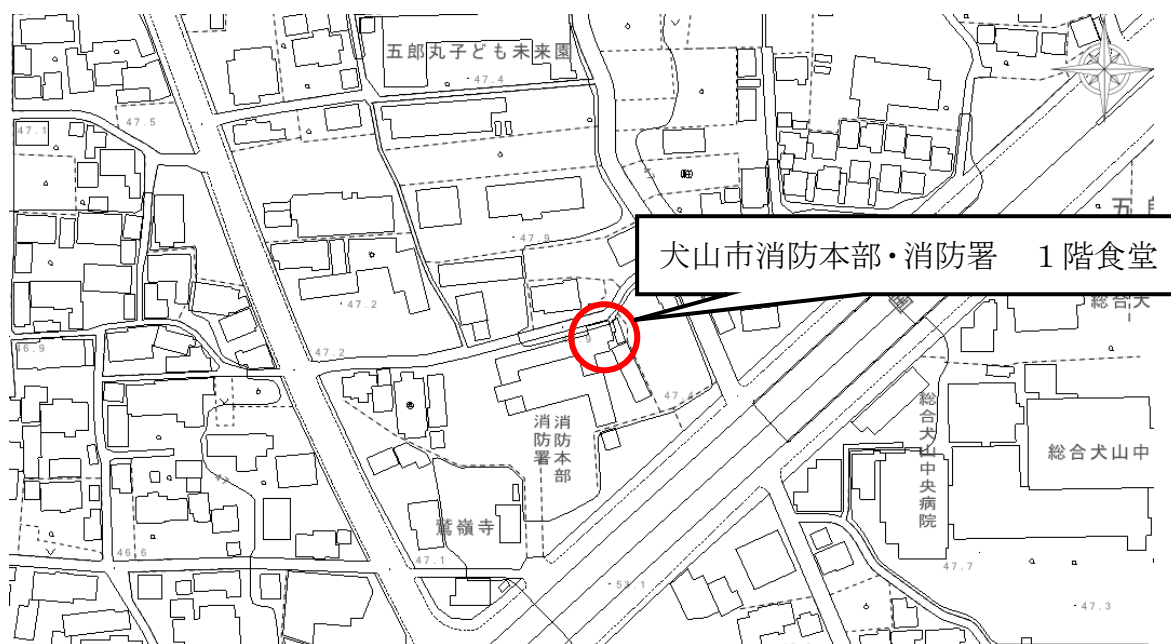 五郎丸子ども未来園
47.4
47.5
47.1
五
47.9
犬山市消防本部・消防署　１階食堂
47.2
総合犬
47.2
46.9
9
47.4
消防本部
消防署
総合犬山中央病院
総合犬山中
鷲嶺寺
46.6
47.1
53.1
47.7
47.3